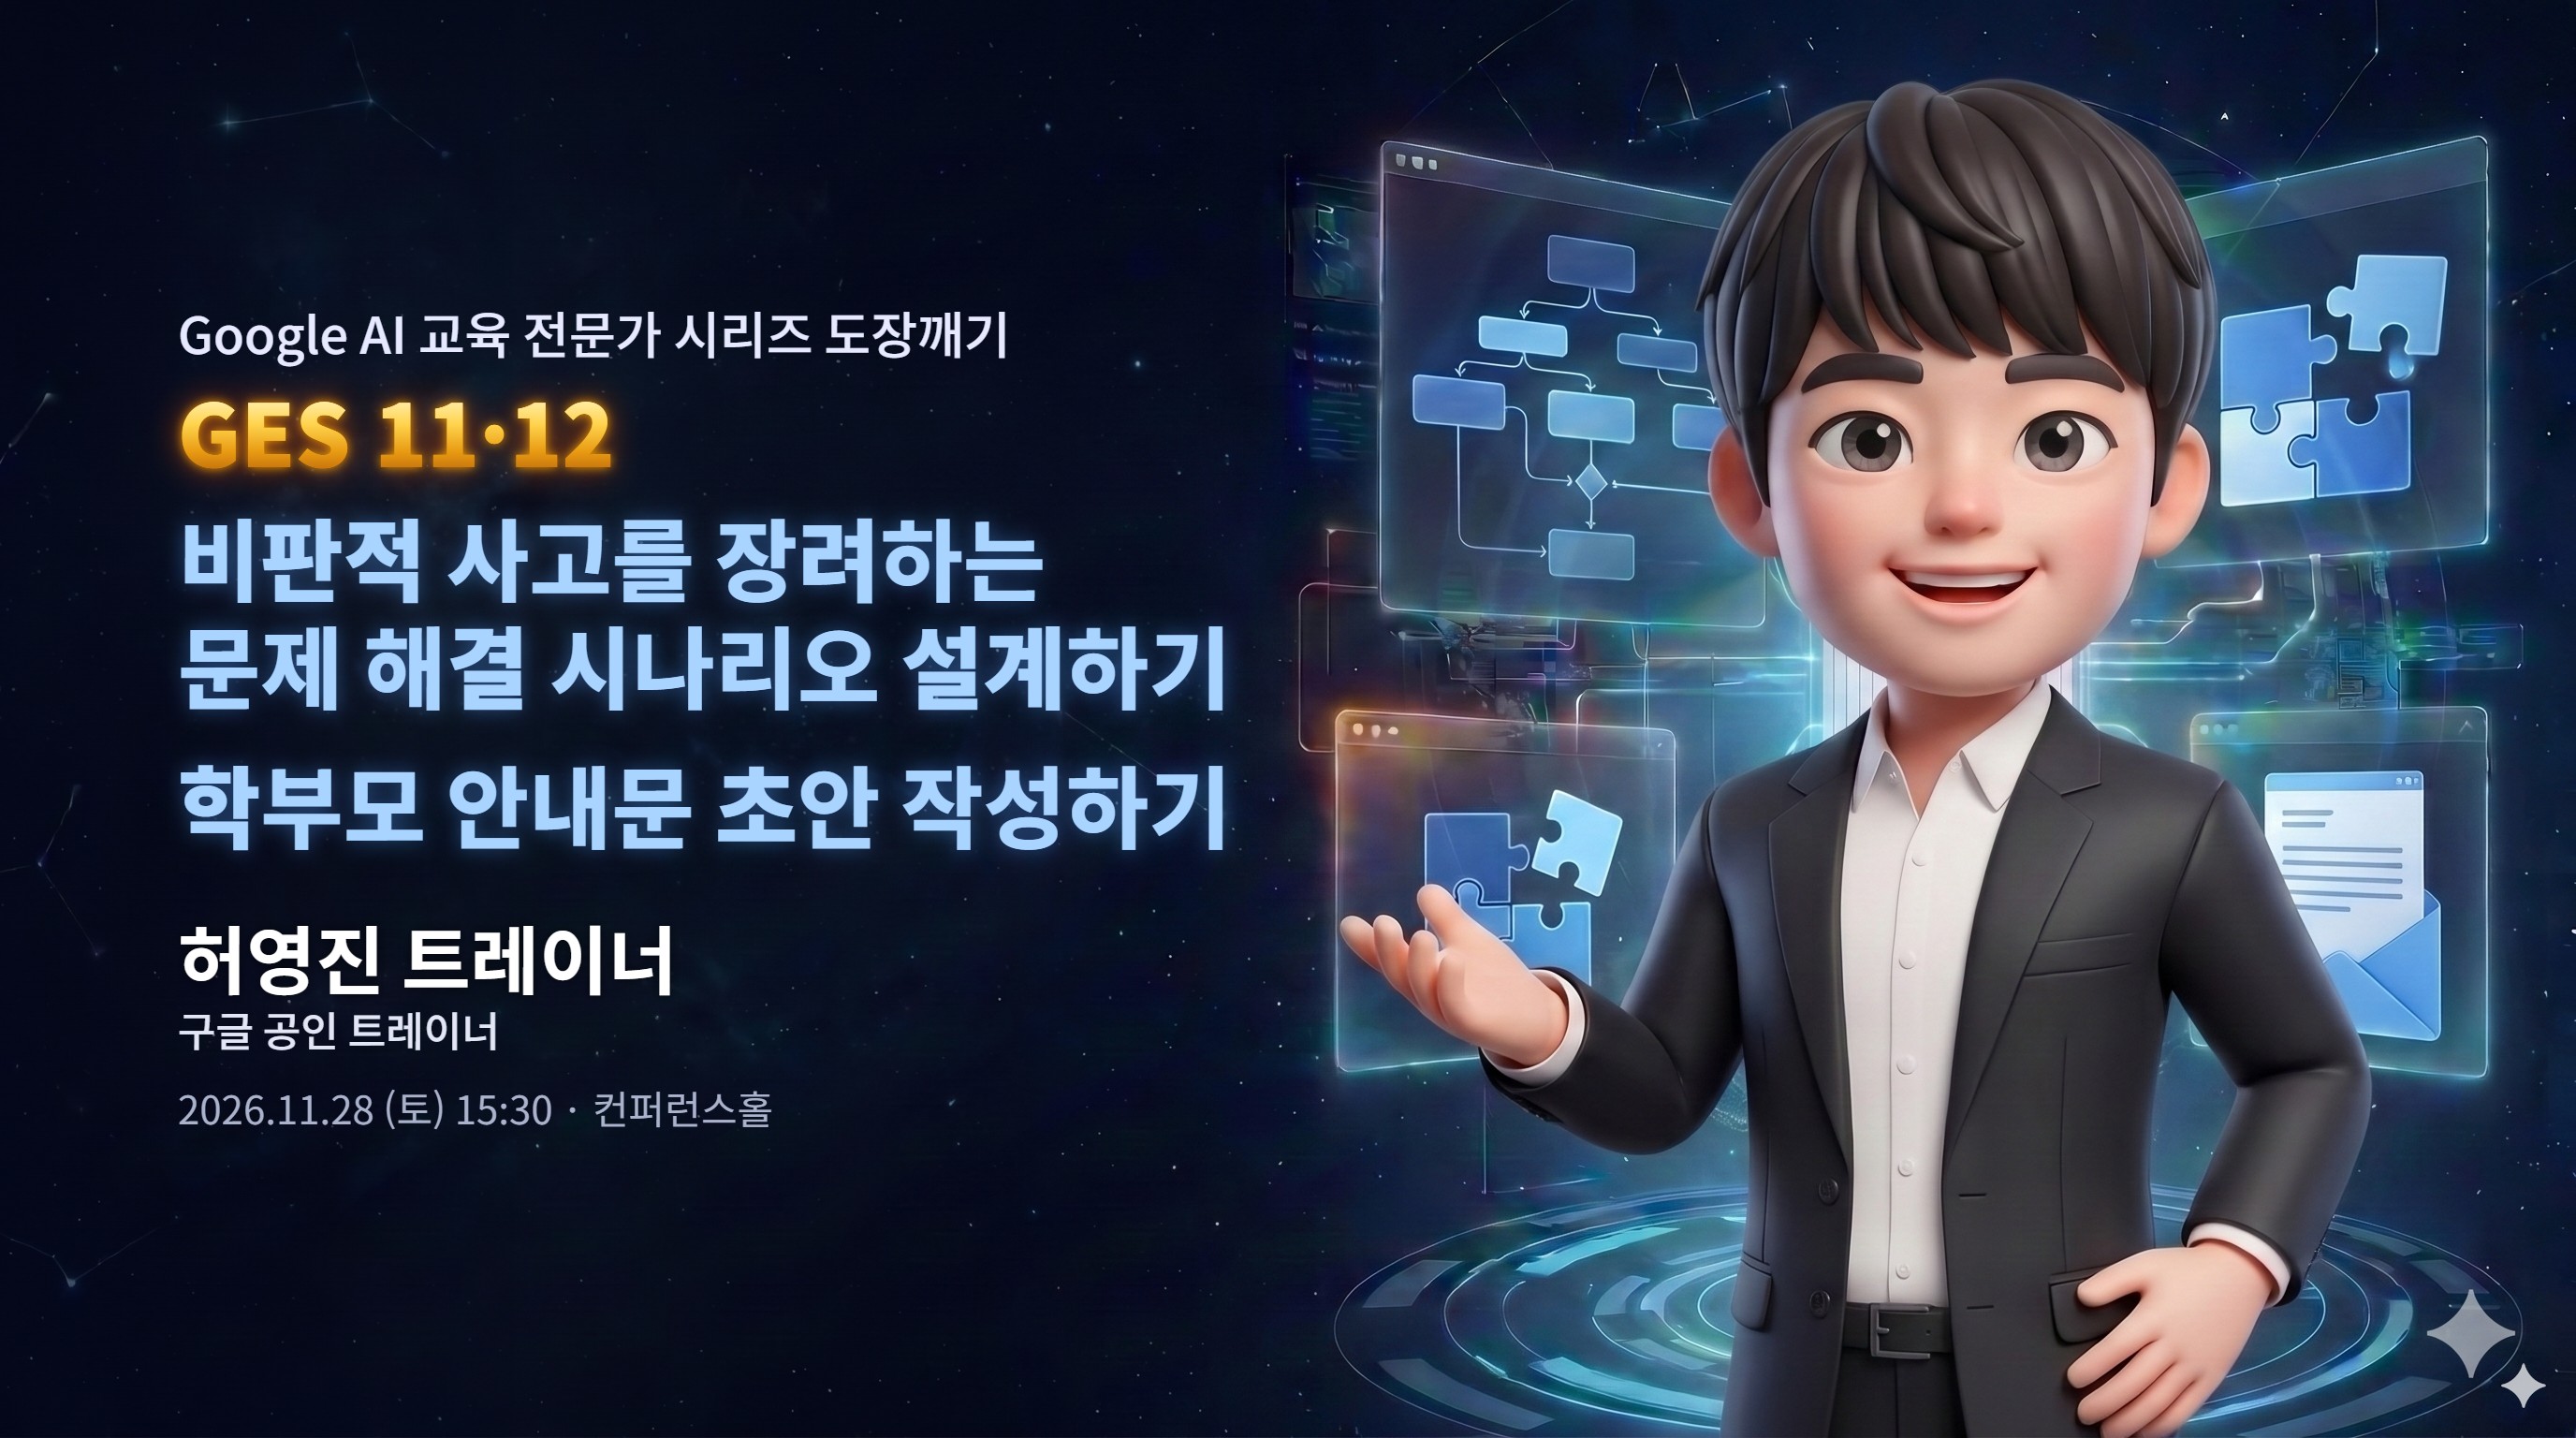 Google AI 교육 전문가 시리즈 도장깨기
GES 11·12
비판적 사고를 장려하는
문제 해결 시나리오 설계하기
학부모 안내문 초안 작성하기
허영진 트레이너
구글 공인 트레이너
2026.11.28 (토) 15:30 · 컨퍼런스홀